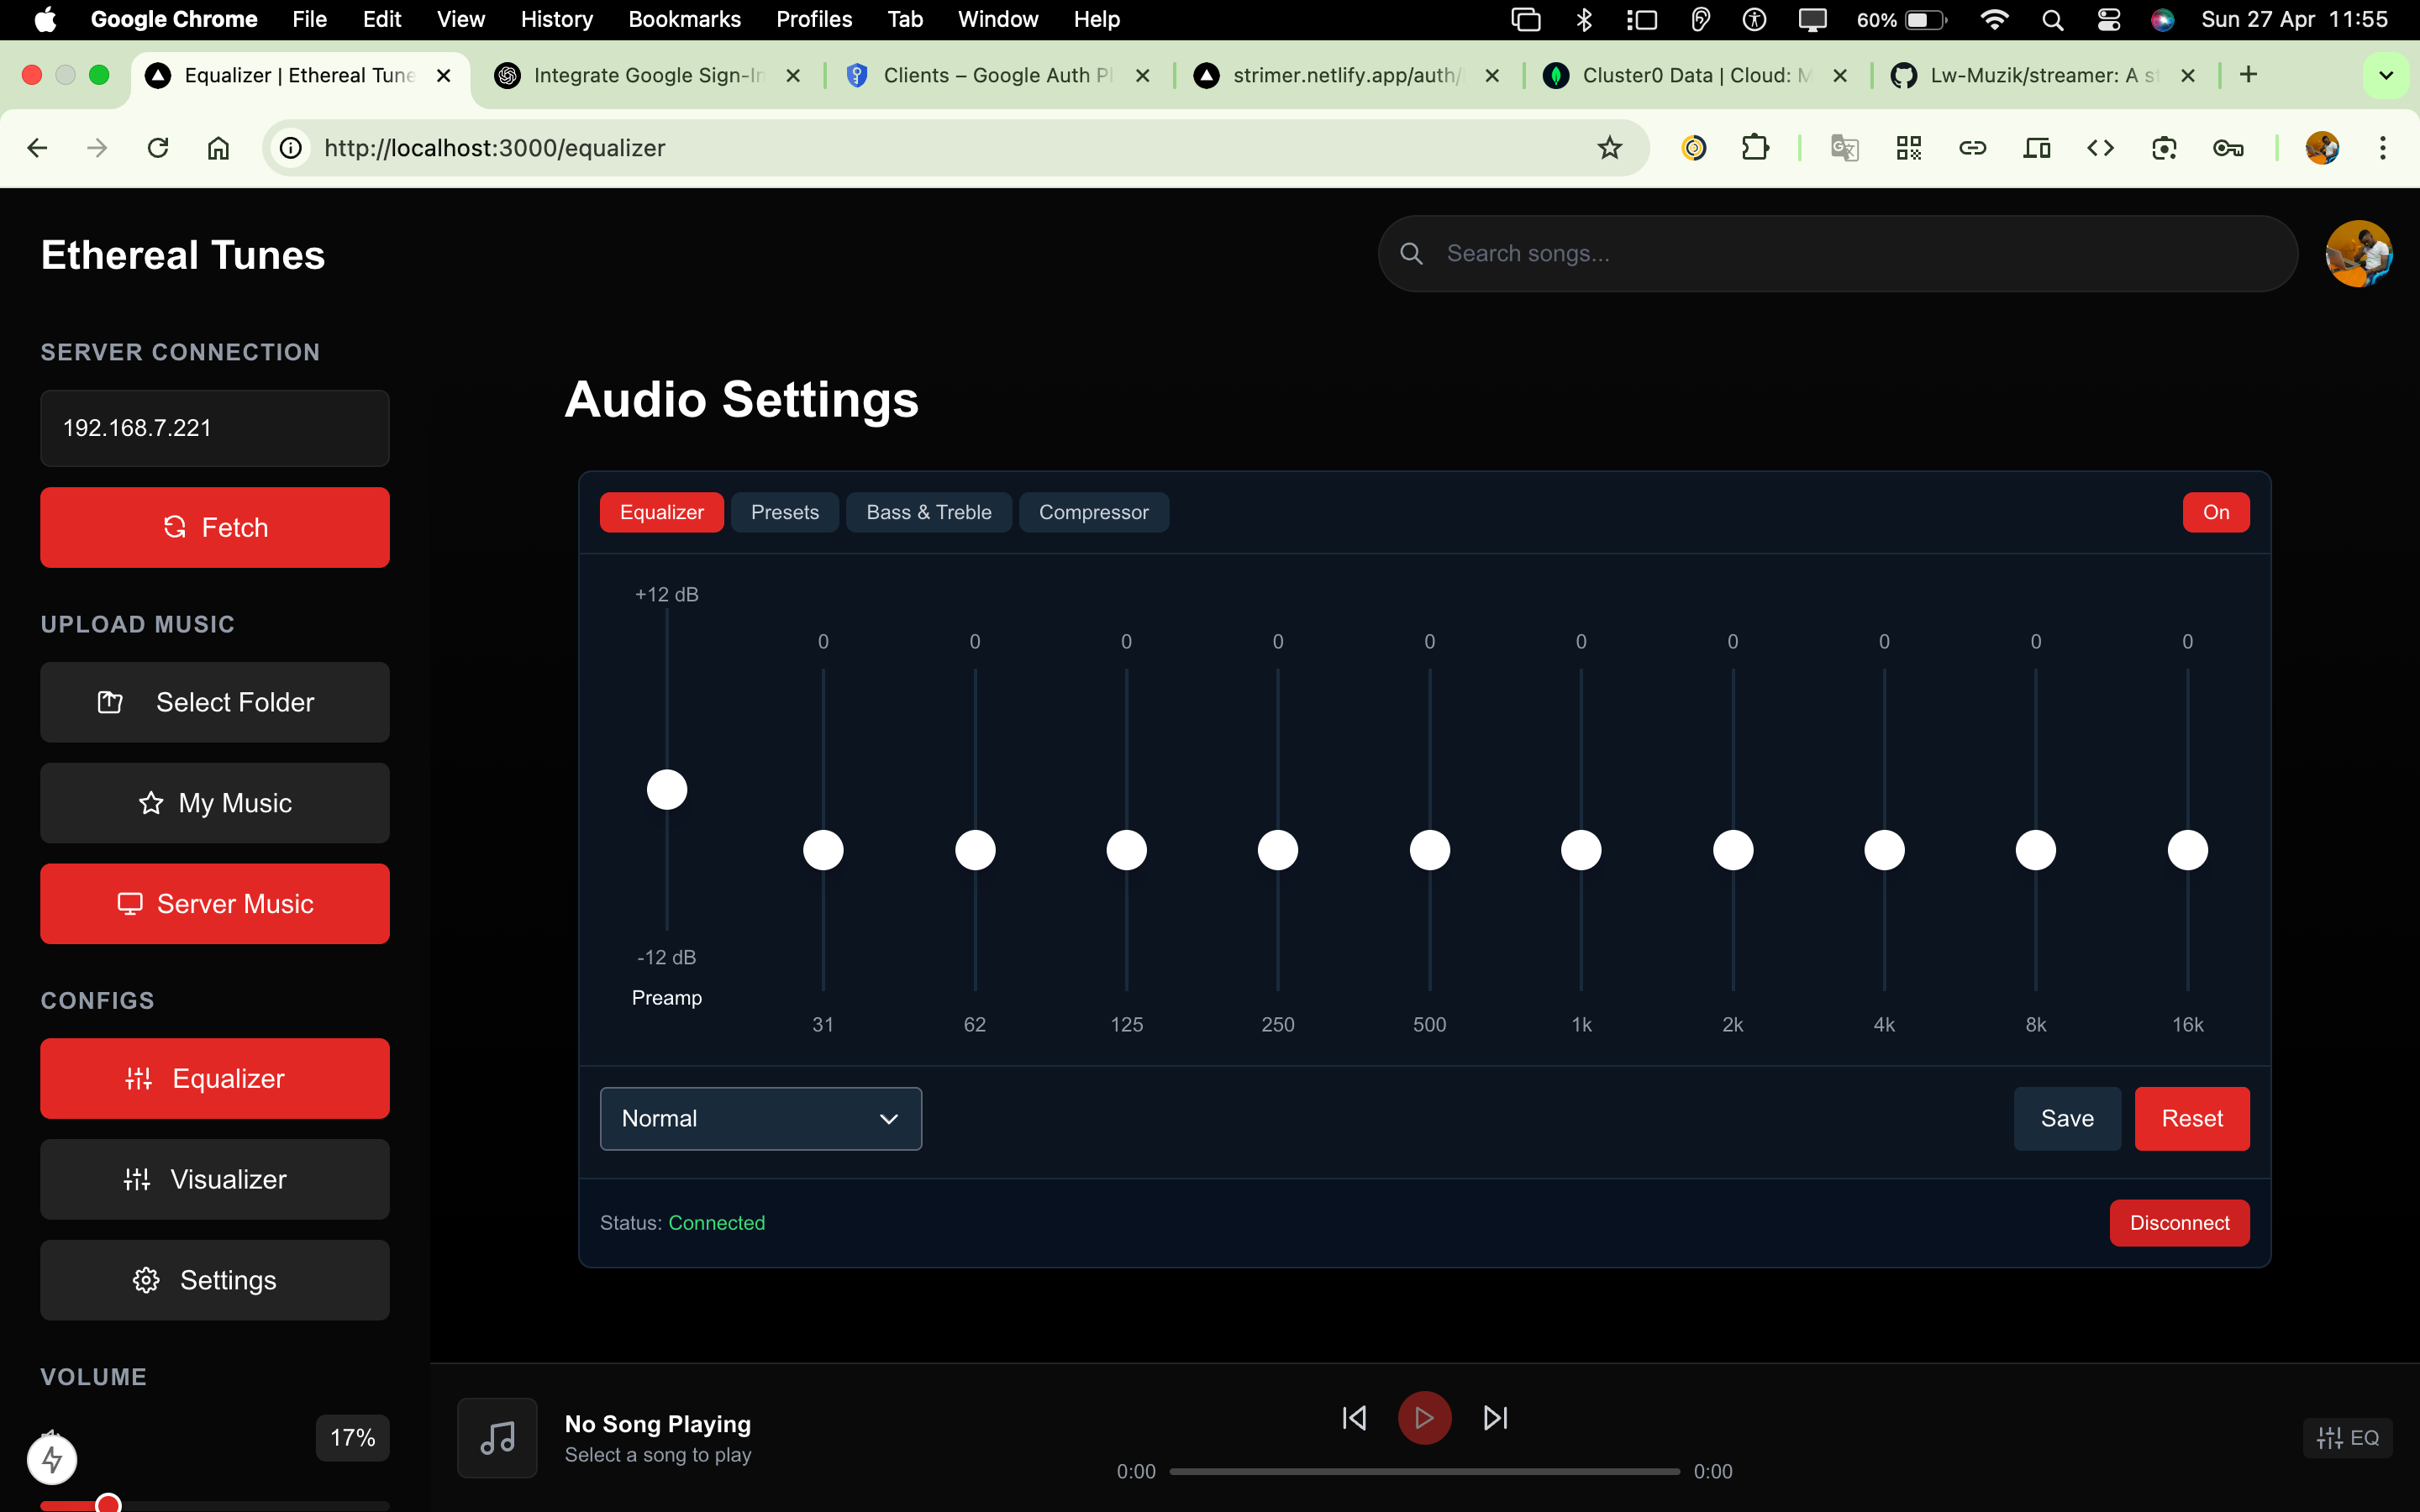 Google Chrome File Edit View History Bookmarks Profiles Tab Window Help 60% Sun 27 Apr 11:55
Equalizer | Ethereal Tune Integrate Google Sign-In Clients – Google Auth Pl strimer.netlify.app/auth/ Cluster0 Data | Cloud: M Lw-Muzik/streamer: A st
http://localhost:3000/equalizer
Ethereal Tunes
Search songs...
SERVER CONNECTION
192.168.7.221
Fetch
UPLOAD MUSIC
Select Folder
My Music
Server Music
CONFIGS
Equalizer
Visualizer
Settings
VOLUME
17%
Audio Settings
Equalizer Presets Bass & Treble Compressor On
+12 dB
0 0 0 0 0 0 0 0 0 0
-12 dB
Preamp
31 62 125 250 500 1k 2k 4k 8k 16k
Normal Save Reset
Status: Connected Disconnect
No Song Playing
Select a song to play
0:00 0:00
EQ